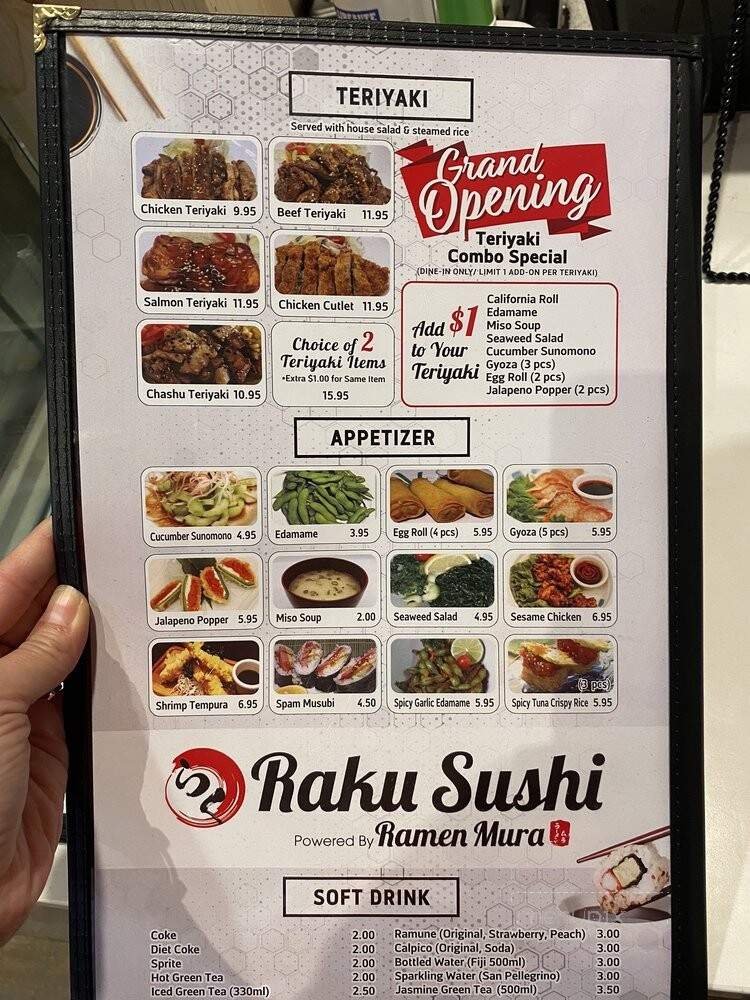 TERIYAKI
Served with house salad & steamed rice
Chicken Teriyaki 9.95
Beef Teriyaki 11.95
Salmon Teriyaki 11.95
Chicken Cutlet 11.95
Chashu Teriyaki 10.95
Choice of 2
Teriyaki Items
•Extra $1.00 for Same Item
15.95
Grand
Opening
Teriyaki
Combo Special
(DINE-IN ONLY/ LIMIT 1 ADD-ON PER TERIYAKI)
Add $1
to Your
Teriyaki
California Roll
Edamame
Miso Soup
Seaweed Salad
Cucumber Sunomono
Gyoza (3 pcs)
Egg Roll (2 pcs)
Jalapeno Popper (2 pcs)
APPETIZER
Cucumber Sunomono 4.95
Edamame 3.95
Egg Roll (4 pcs) 5.95
Gyoza (5 pcs) 5.95
Jalapeno Popper 5.95
Miso Soup 2.00
Seaweed Salad 4.95
Sesame Chicken 6.95
Shrimp Tempura 6.95
Spam Musubi 4.50
Spicy Garlic Edamame 5.95
(3 pcs)
Spicy Tuna Crispy Rice 5.95
らく
Raku Sushi
Powered By Ramen Mura
SOFT DRINK
Coke 2.00
Diet Coke 2.00
Sprite 2.00
Hot Green Tea 2.00
Iced Green Tea (330ml) 2.50
Ramune (Original, Strawberry, Peach) 3.00
Calpico (Original, Soda) 3.00
Bottled Water (Fiji 500ml) 3.00
Sparkling Water (San Pellegrino) 3.00
Jasmine Green Tea (500ml) 3.50